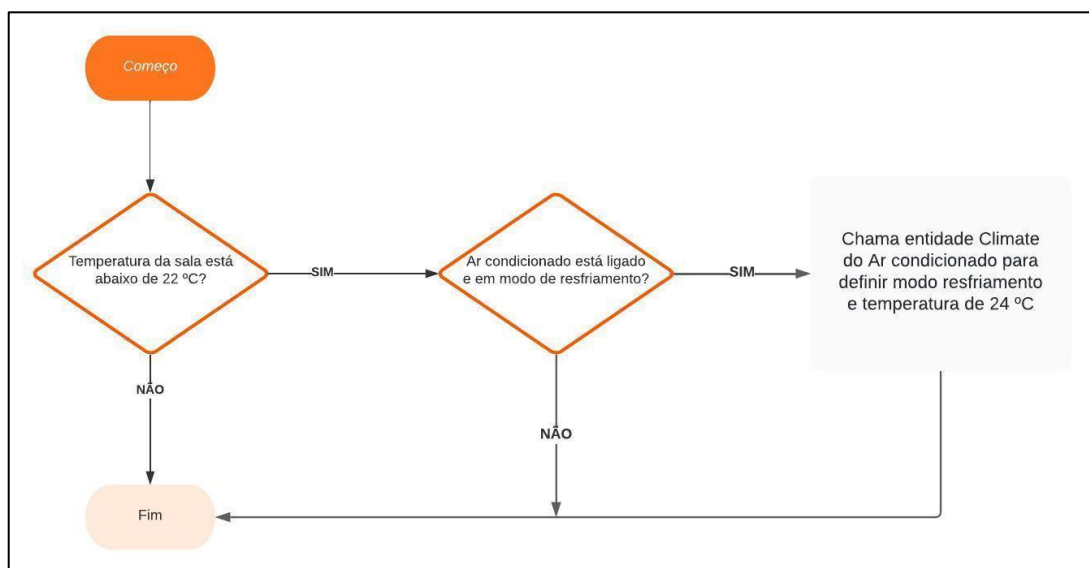 Começo
Temperatura da sala está
abaixo de 22 ºC?
SIM
Ar condicionado está ligado
e em modo de resfriamento?
SIM
Chama entidade Climate
do Ar condicionado para
definir modo resfriamento
e temperatura de 24 ºC
NÃO
NÃO
Fim